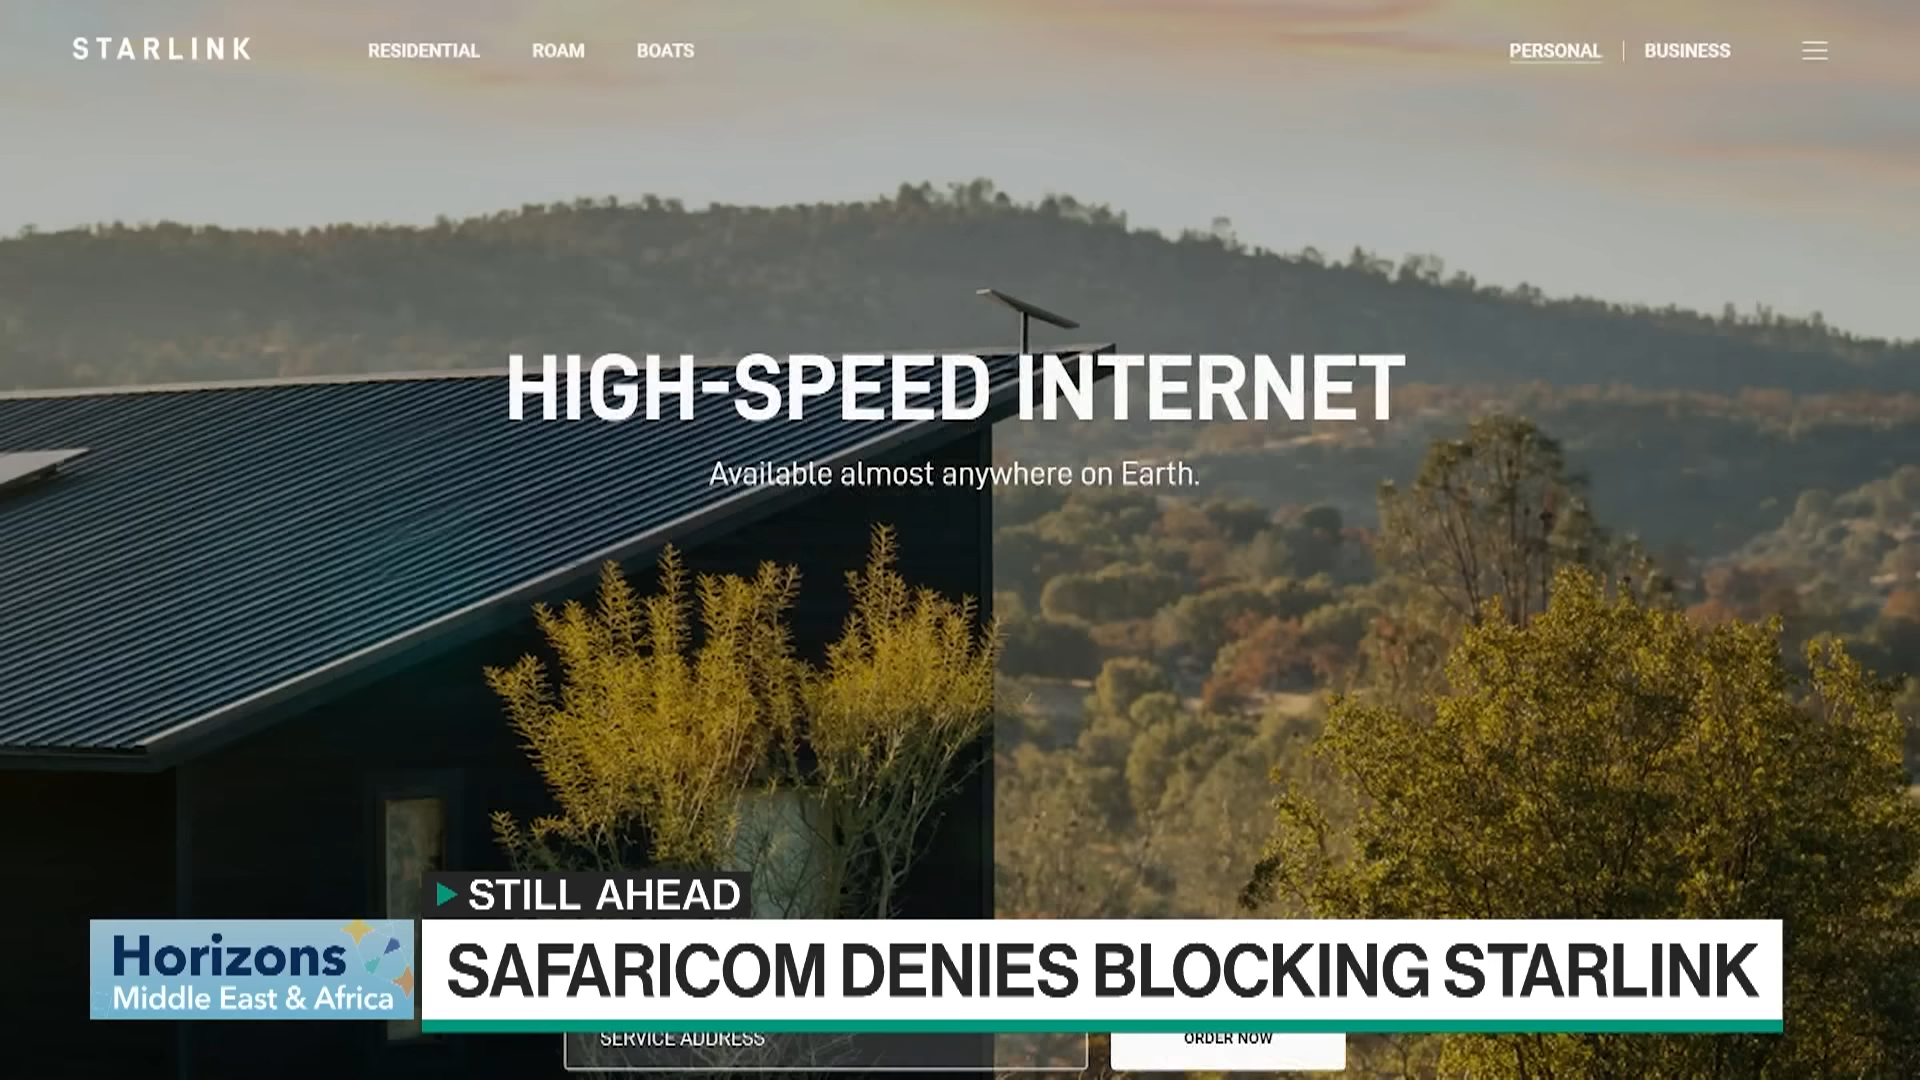 STARLINK RESIDENTIAL ROAM BOATS PERSONAL | BUSINESS
HIGH-SPEED INTERNET
Available almost anywhere on Earth.
STILL AHEAD
Horizons
Middle East & Africa
SAFARICOM DENIES BLOCKING STARLINK
SERVICE ADDRESS
ORDER NOW